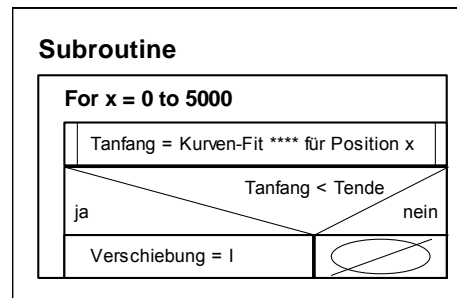 Subroutine
For x = 0 to 5000
Tanfang = Kurven-Fit **** für Position x
Tanfang < Tende
ja nein
Verschiebung = I